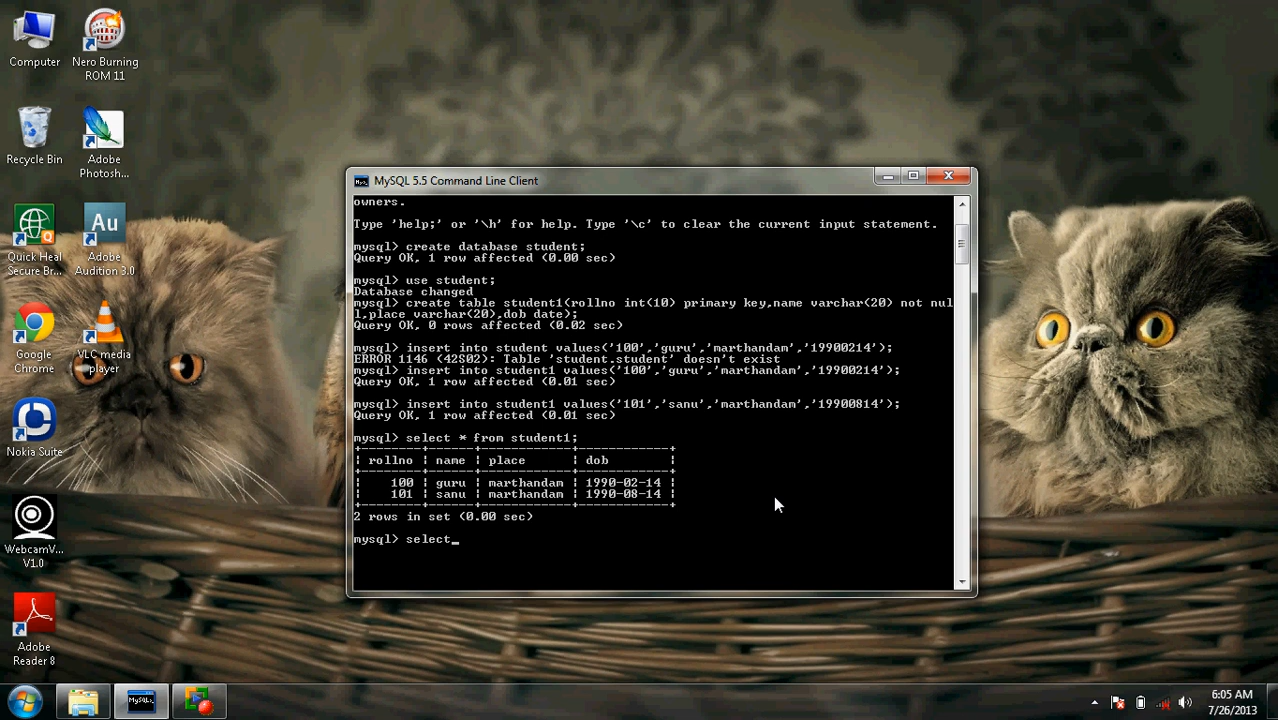 Computer
Nero Burning
ROM 11
Recycle Bin
Adobe
Photosh...
Quick Heal
Secure Br...
Au
Adobe
Audition 3.0
Google
Chrome
VLC media
player
Nokia Suite
WebcamV...
V1.0
Adobe
Reader 8
MySQL 5.5 Command Line Client
owners.
Type 'help;' or '\h' for help. Type '\c' to clear the current input statement.
mysql> create database student;
Query OK, 1 row affected (0.00 sec)
mysql> use student;
Database changed
mysql> create table student1(rollno int(10) primary key,name varchar(20) not nul
l,place varchar(20),dob date);
Query OK, 0 rows affected (0.02 sec)
mysql> insert into student values('100','guru','marthandam','19900214');
ERROR 1146 (42S02): Table 'student.student' doesn't exist
mysql> insert into student1 values('100','guru','marthandam','19900214');
Query OK, 1 row affected (0.01 sec)
mysql> insert into student1 values('101','sanu','marthandam','19900814');
Query OK, 1 row affected (0.01 sec)
mysql> select * from student1;
+--------+------+------------+------------+
| rollno | name | place      | dob        |
+--------+------+------------+------------+
|    100 | guru | marthandam | 1990-02-14 |
|    101 | sanu | marthandam | 1990-08-14 |
+--------+------+------------+------------+
2 rows in set (0.00 sec)
mysql> select_
6:05 AM
7/26/2013